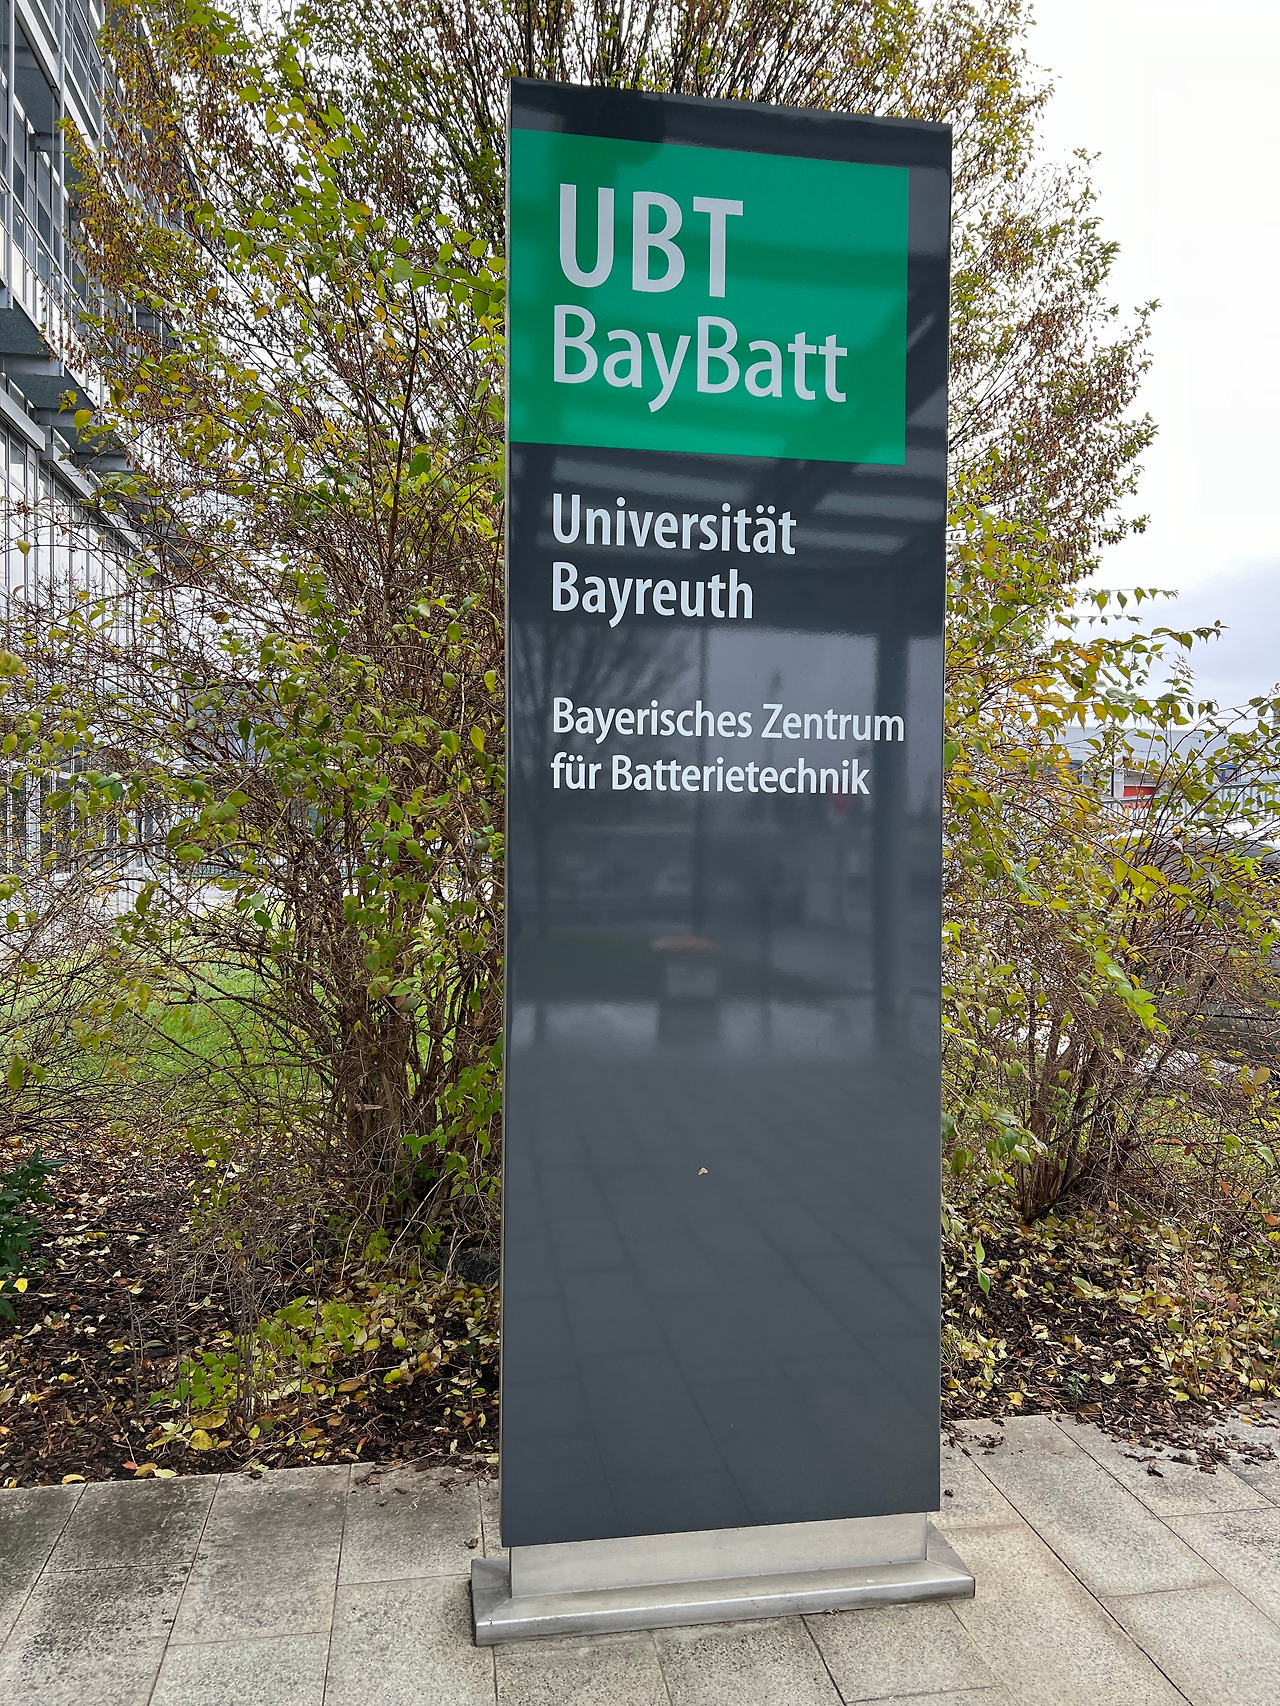 UBT
BayBatt
Universität
Bayreuth
Bayerisches Zentrum
für Batterietechnik